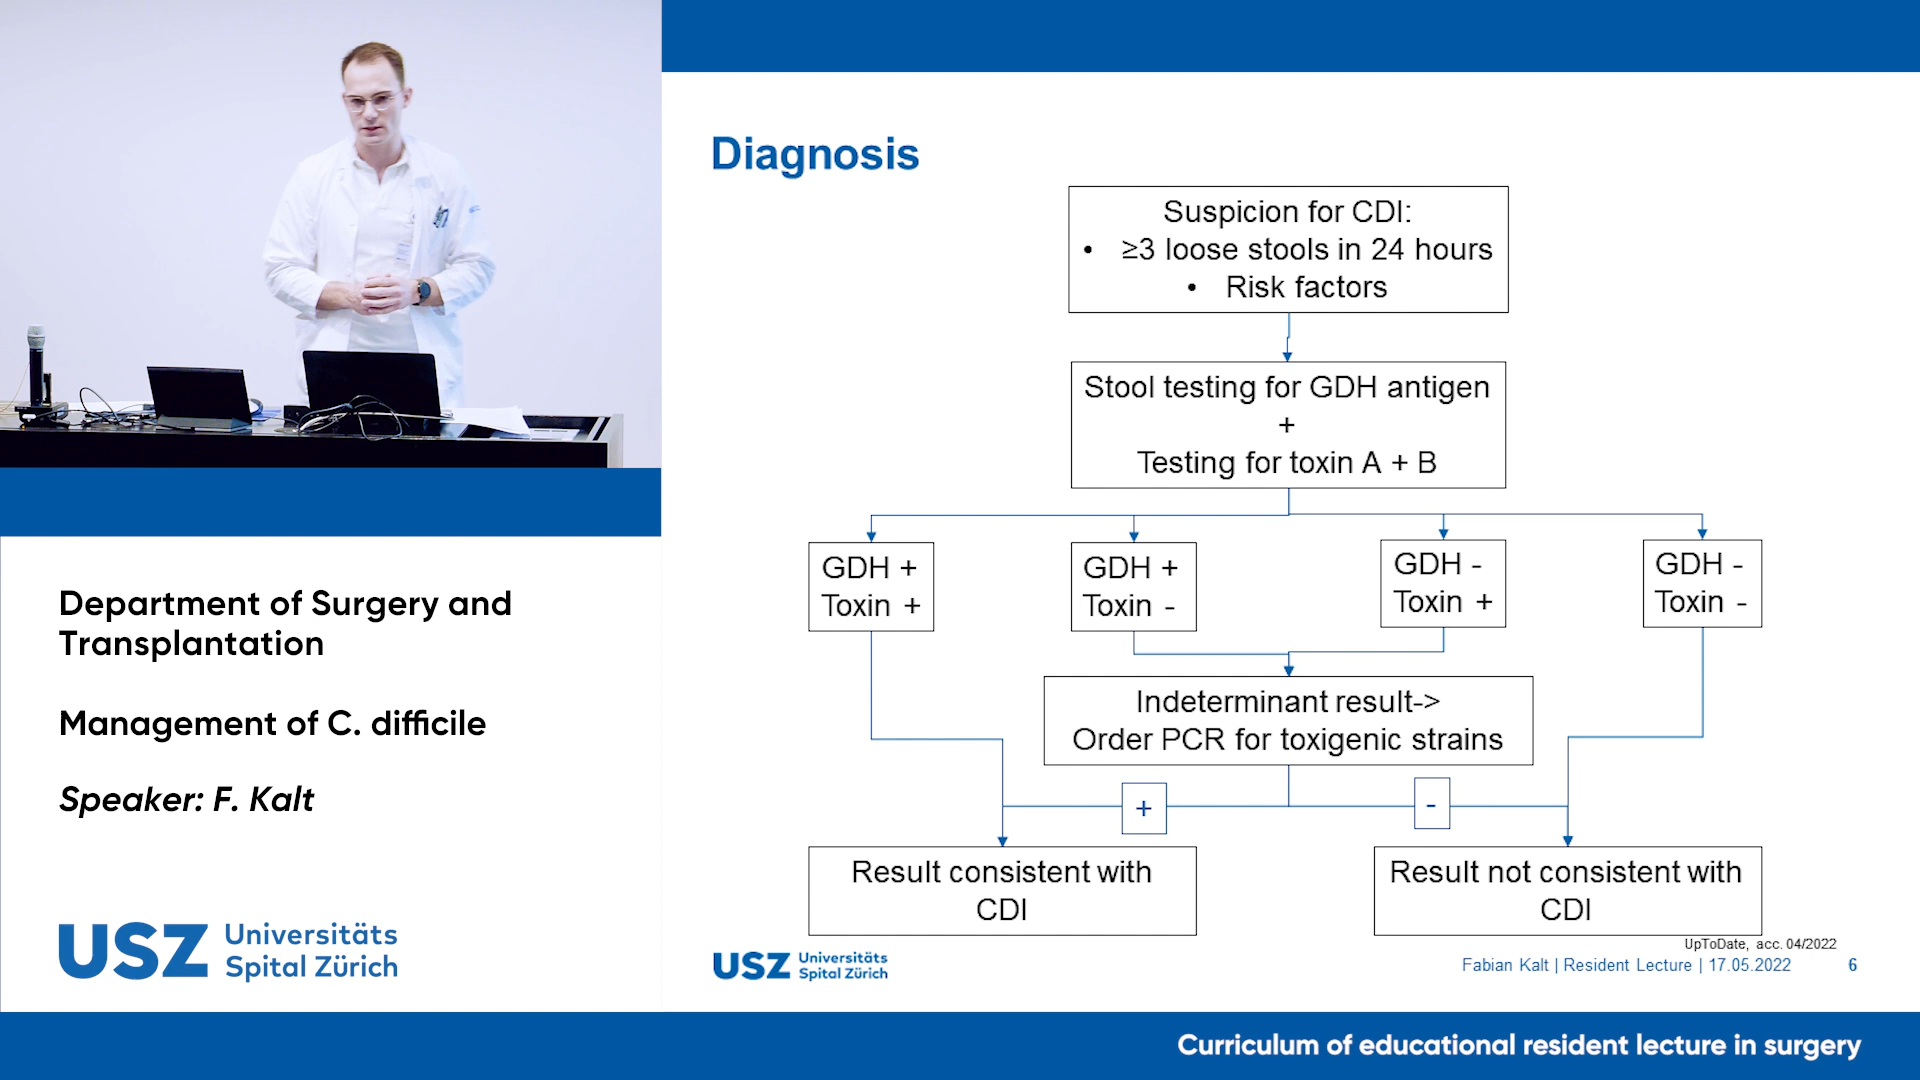 Diagnosis
Suspicion for CDI:
• ≥3 loose stools in 24 hours
• Risk factors
Stool testing for GDH antigen
+
Testing for toxin A + B
GDH +
Toxin +
GDH +
Toxin -
GDH -
Toxin +
GDH -
Toxin -
Indeterminant result->
Order PCR for toxigenic strains
+
-
Result consistent with
CDI
Result not consistent with
CDI
UpToDate, acc. 04/2022
USZ Universitäts
Spital Zürich
Fabian Kalt | Resident Lecture | 17.05.2022 6
Department of Surgery and
Transplantation
Management of C. difficile
Speaker: F. Kalt
USZ Universitäts
Spital Zürich
Curriculum of educational resident lecture in surgery